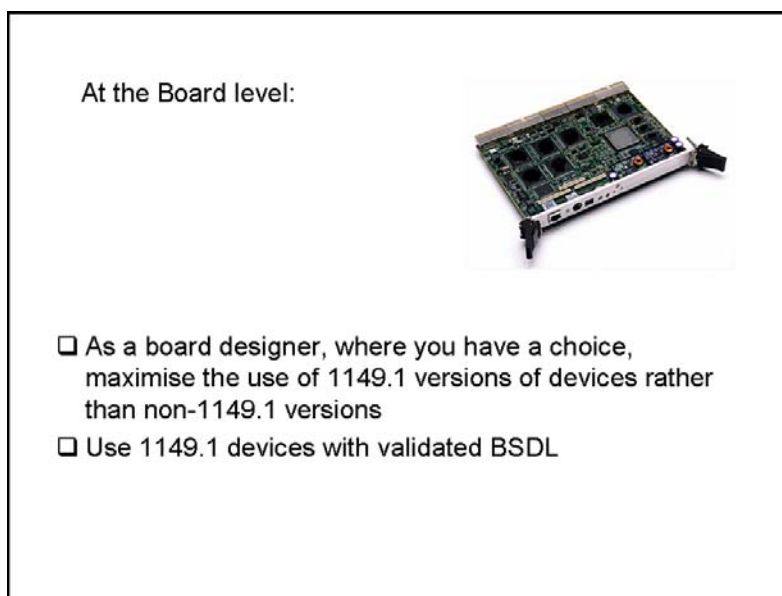 At the Board level:
❑ As a board designer, where you have a choice,
maximise the use of 1149.1 versions of devices rather
than non-1149.1 versions
❑ Use 1149.1 devices with validated BSDL